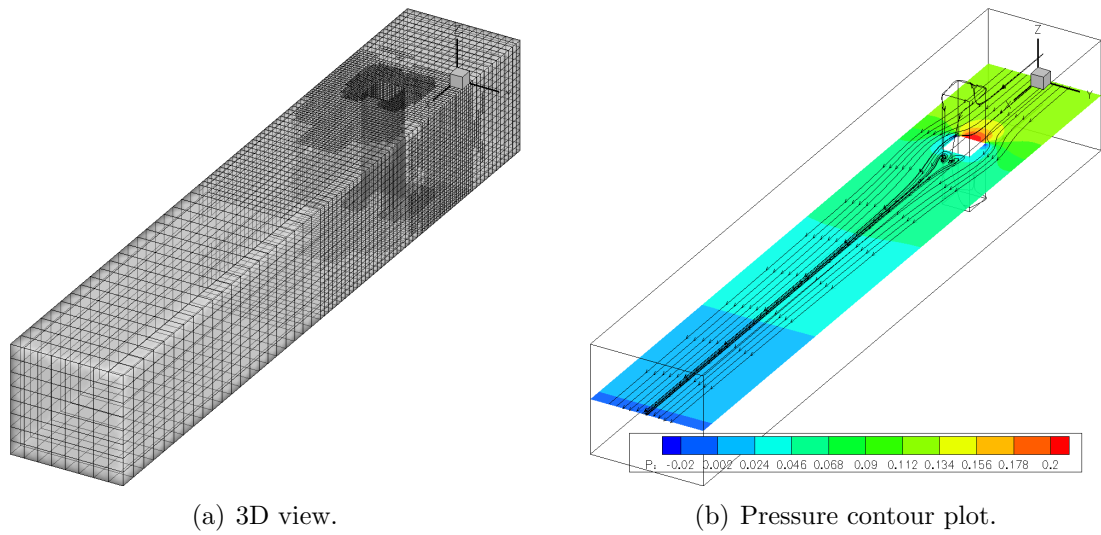 Z
Y
X
P: -0.02 0.002 0.024 0.046 0.068 0.09 0.112 0.134 0.156 0.178 0.2
(a) 3D view.
(b) Pressure contour plot.